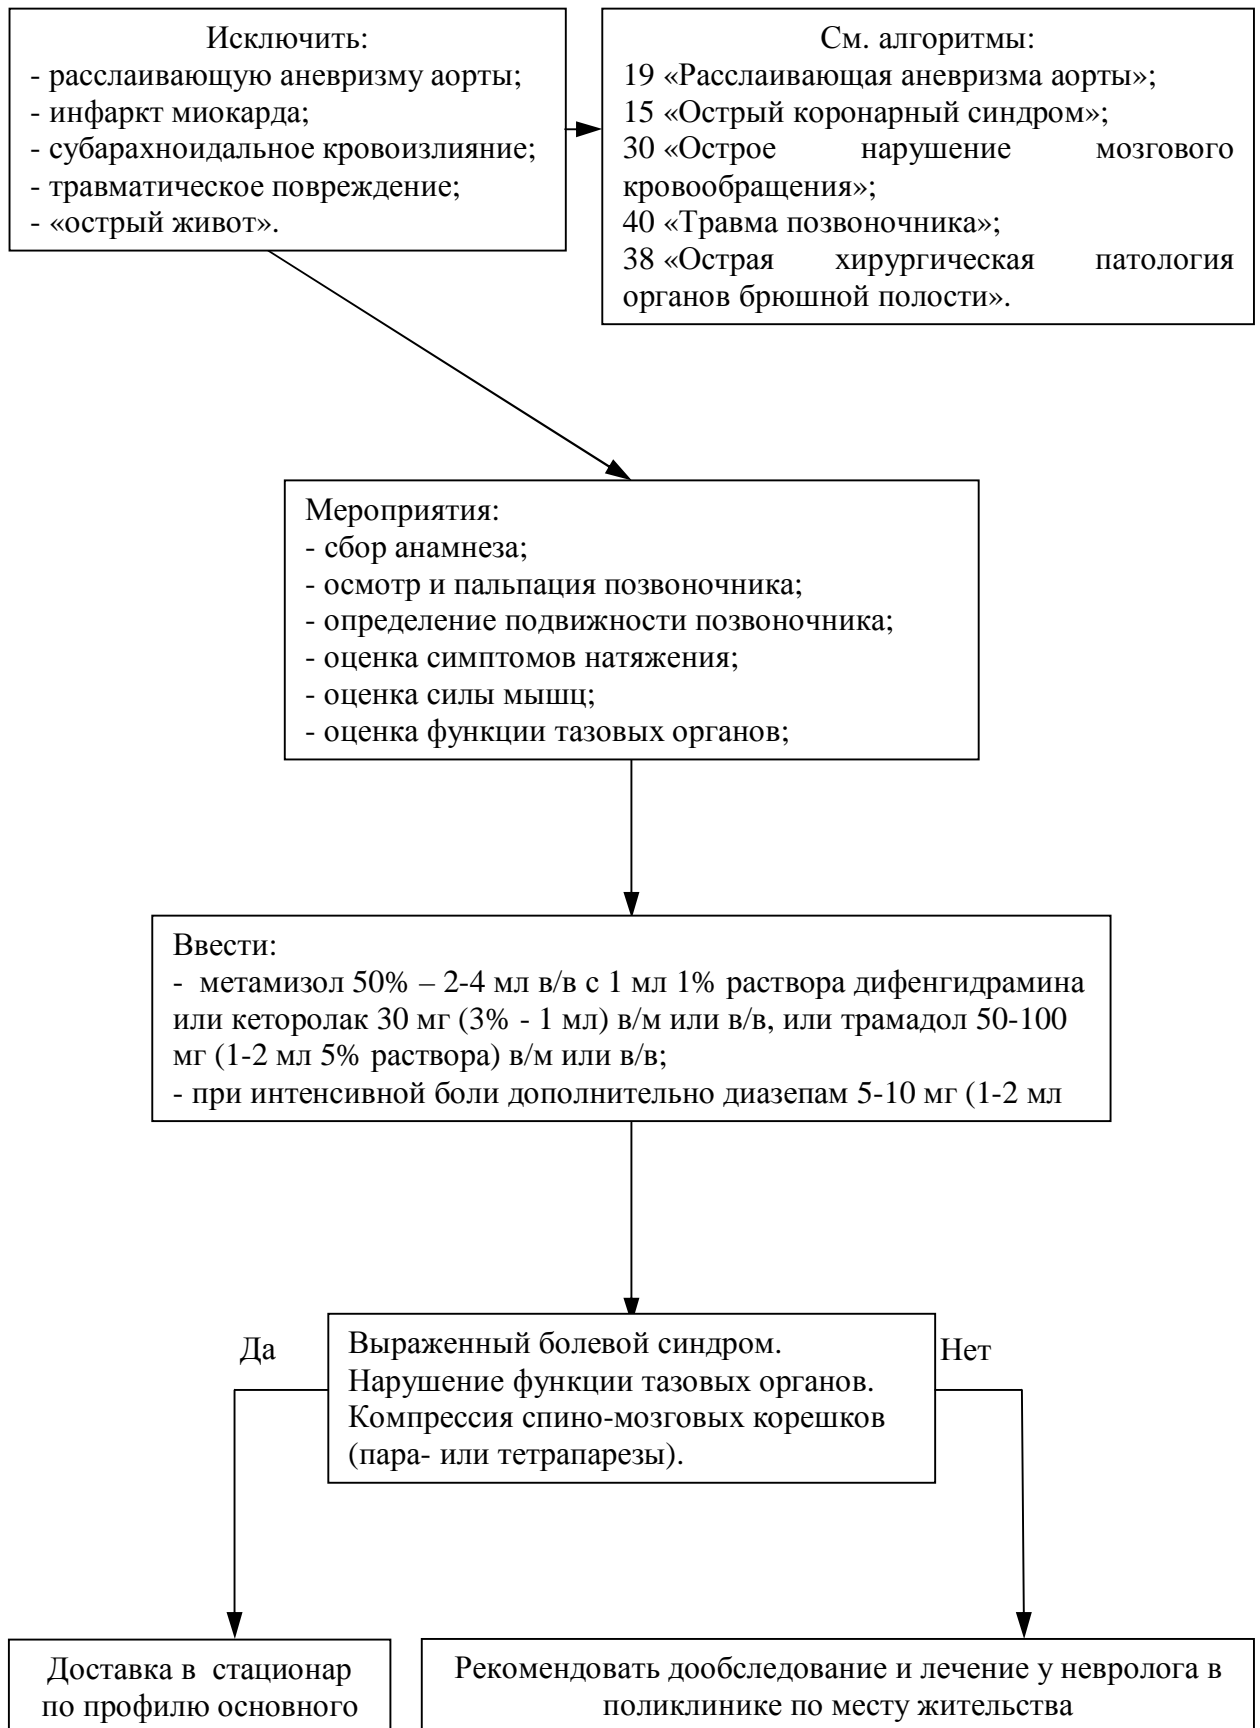 Исключить:
- расслаивающую аневризму аорты;
- инфаркт миокарда;
- субарахноидальное кровоизлияние;
- травматическое повреждение;
- «острый живот».
См. алгоритмы:
19 «Расслаивающая аневризма аорты»;
15 «Острый коронарный синдром»;
30 «Острое нарушение мозгового
кровообращения»;
40 «Травма позвоночника»;
38 «Острая хирургическая патология
органов брюшной полости».
Мероприятия:
- сбор анамнеза;
- осмотр и пальпация позвоночника;
- определение подвижности позвоночника;
- оценка симптомов натяжения;
- оценка силы мышц;
- оценка функции тазовых органов;
Ввести:
- метамизол 50% – 2-4 мл в/в с 1 мл 1% раствора дифенгидрамина
или кеторолак 30 мг (3% - 1 мл) в/м или в/в, или трамадол 50-100
мг (1-2 мл 5% раствора) в/м или в/в;
- при интенсивной боли дополнительно диазепам 5-10 мг (1-2 мл
Да
Выраженный болевой синдром.
Нарушение функции тазовых органов.
Компрессия спино-мозговых корешков
(пара- или тетрапарезы).
Нет
Доставка в стационар
по профилю основного
Рекомендовать дообследование и лечение у невролога в
поликлинике по месту жительства